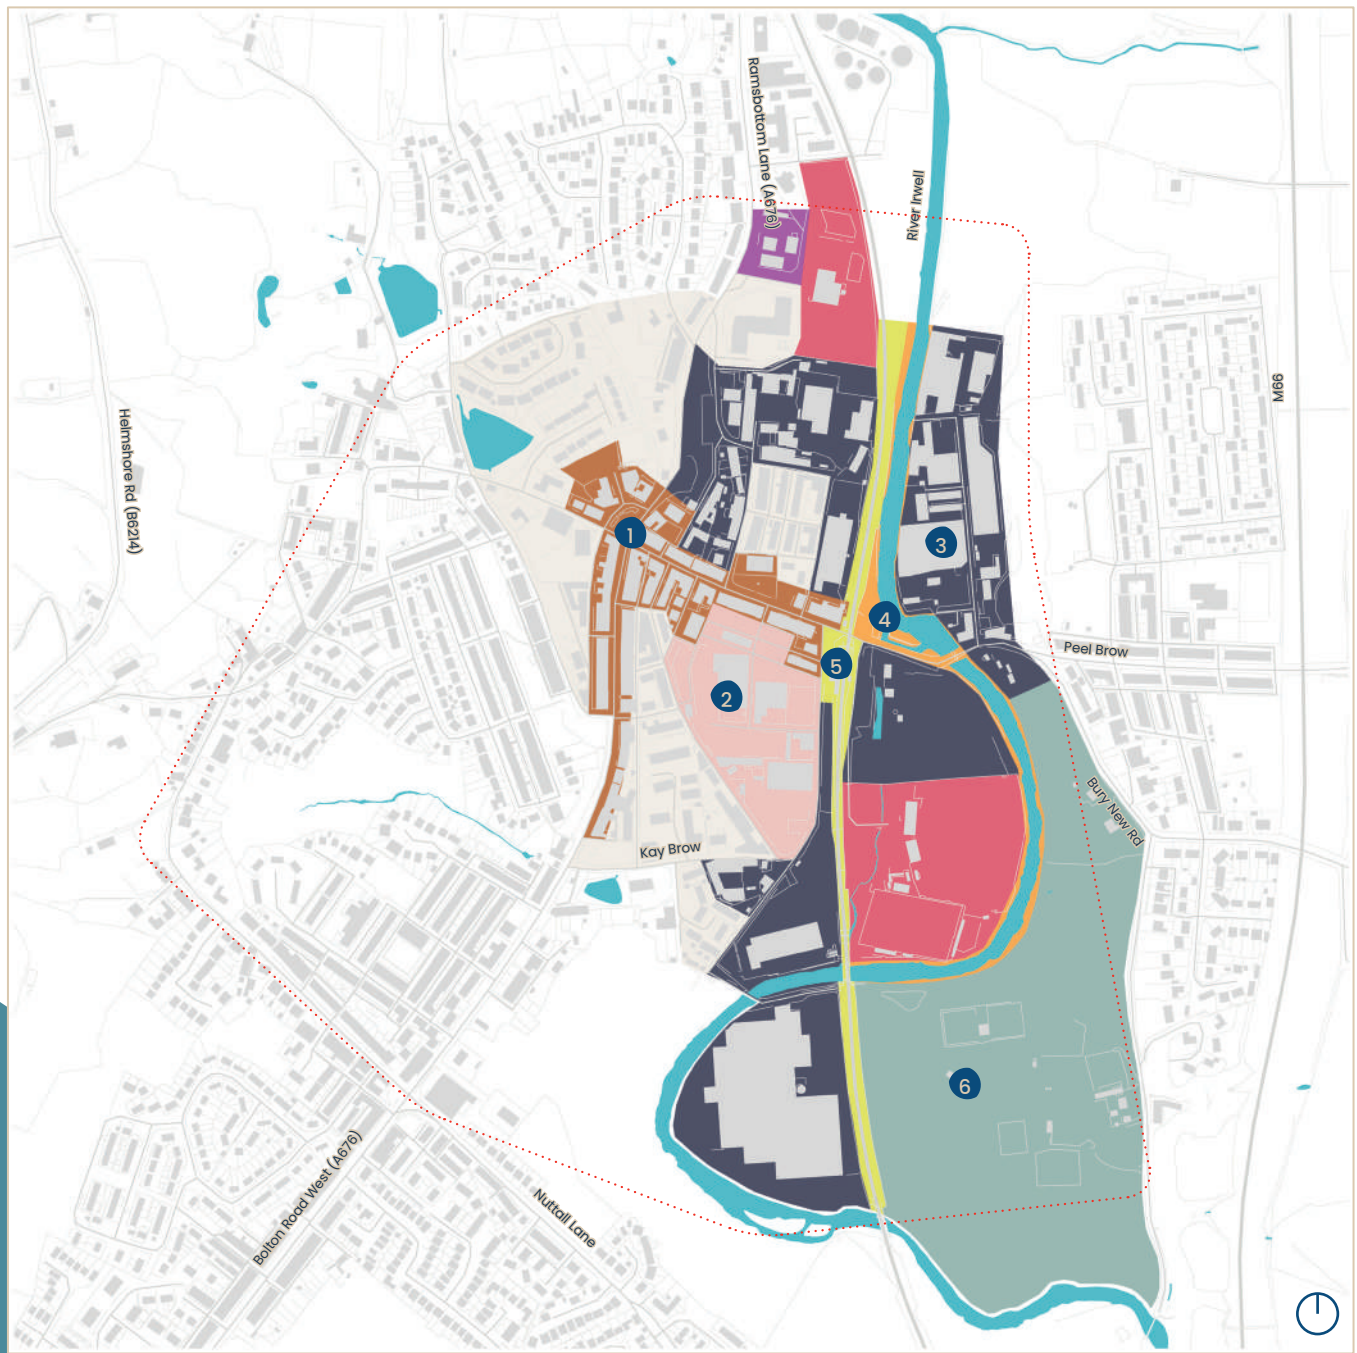 Ramsbottom Lane (A676)
River Irwell
M66
Helmshore Rd (B6214)
1
3
4
Peel Brow
5
2
Bury New Rd
Kay Brow
6
Bolton Road West (A676)
Nuttall Lane